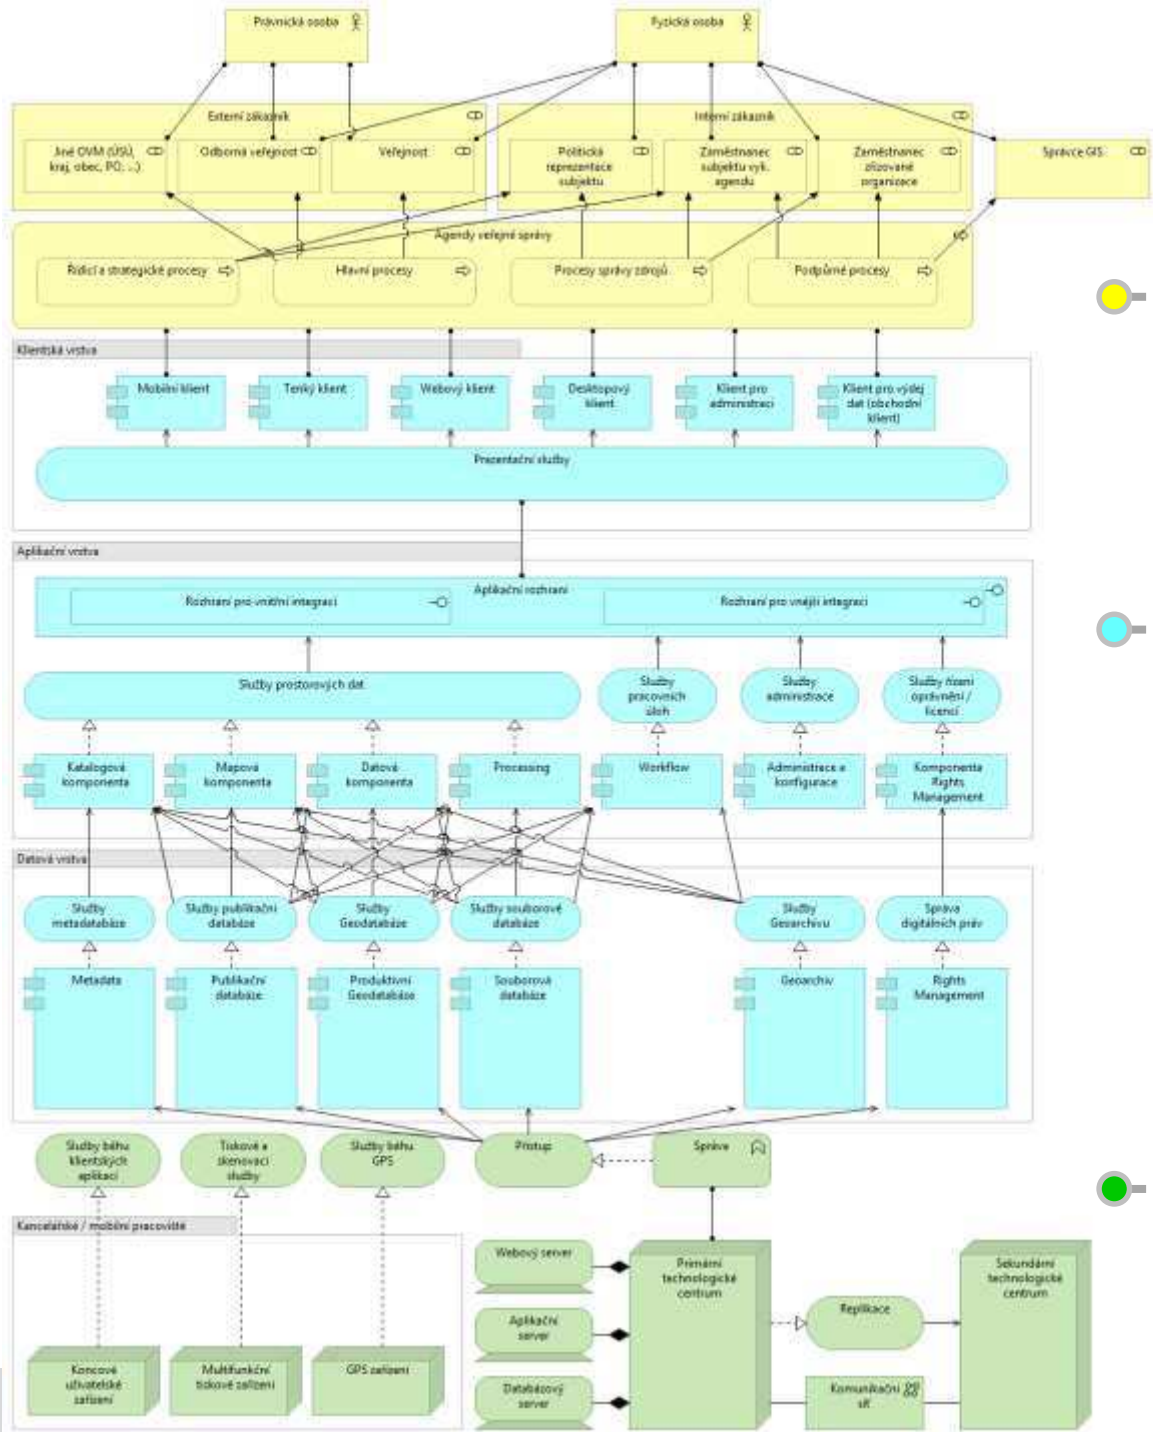 Právnická osoba
Fyzická osoba
Externí zákazník
Interní zákazník
Jiné OVM (ÚSÚ,
kraj, obec, PO, ...)
Odborná veřejnost
Veřejnost
Politická
reprezentace
subjektu
Zaměstnanec
subjektu vyk.
agendu
Zaměstnanec
zřizované
organizace
Správce GIS
Agendy veřejné správy
Řídící a strategické procesy
Hlavní procesy
Procesy správy zdrojů
Podpůrné procesy
Klientská vrstva
Mobilní klient
Tenký klient
Webový klient
Desktopový
klient
Klient pro
administraci
Klient pro výdej
dat (obchodní
klient)
Prezentační služby
Aplikační vrstva
Aplikační rozhraní
Rozhraní pro vnitřní integraci
Rozhraní pro vnější integraci
Služby prostorových dat
Služby
pracovních
úloh
Služby
administrace
Služby řízení
oprávnění /
licencí
Katalogová
komponenta
Mapová
komponenta
Datová
komponenta
Processing
Workflow
Administrace a
konfigurace
Komponenta
Rights
Management
Datová vrstva
Služby
metadatabáze
Služby publikační
databáze
Služby
Geodatabáze
Služby souborové
databáze
Služby
Geoarchivu
Správa
digitálních práv
Metadata
Publikační
databáze
Produktivní
Geodatabáze
Souborová
databáze
Geoarchiv
Rights
Management
Služby běhu
klientských
aplikací
Tiskové a
skenovací
služby
Služby běhu
GPS
Přístup
Správa
Kancelářské / mobilní pracoviště
Webový server
Primární
technologické
centrum
Sekundární
technologické
centrum
Aplikační
server
Replikace
Koncové
uživatelské
zařízení
Multifunkční
tiskové zařízení
GPS zařízení
Databázový
server
Komunikační
síť